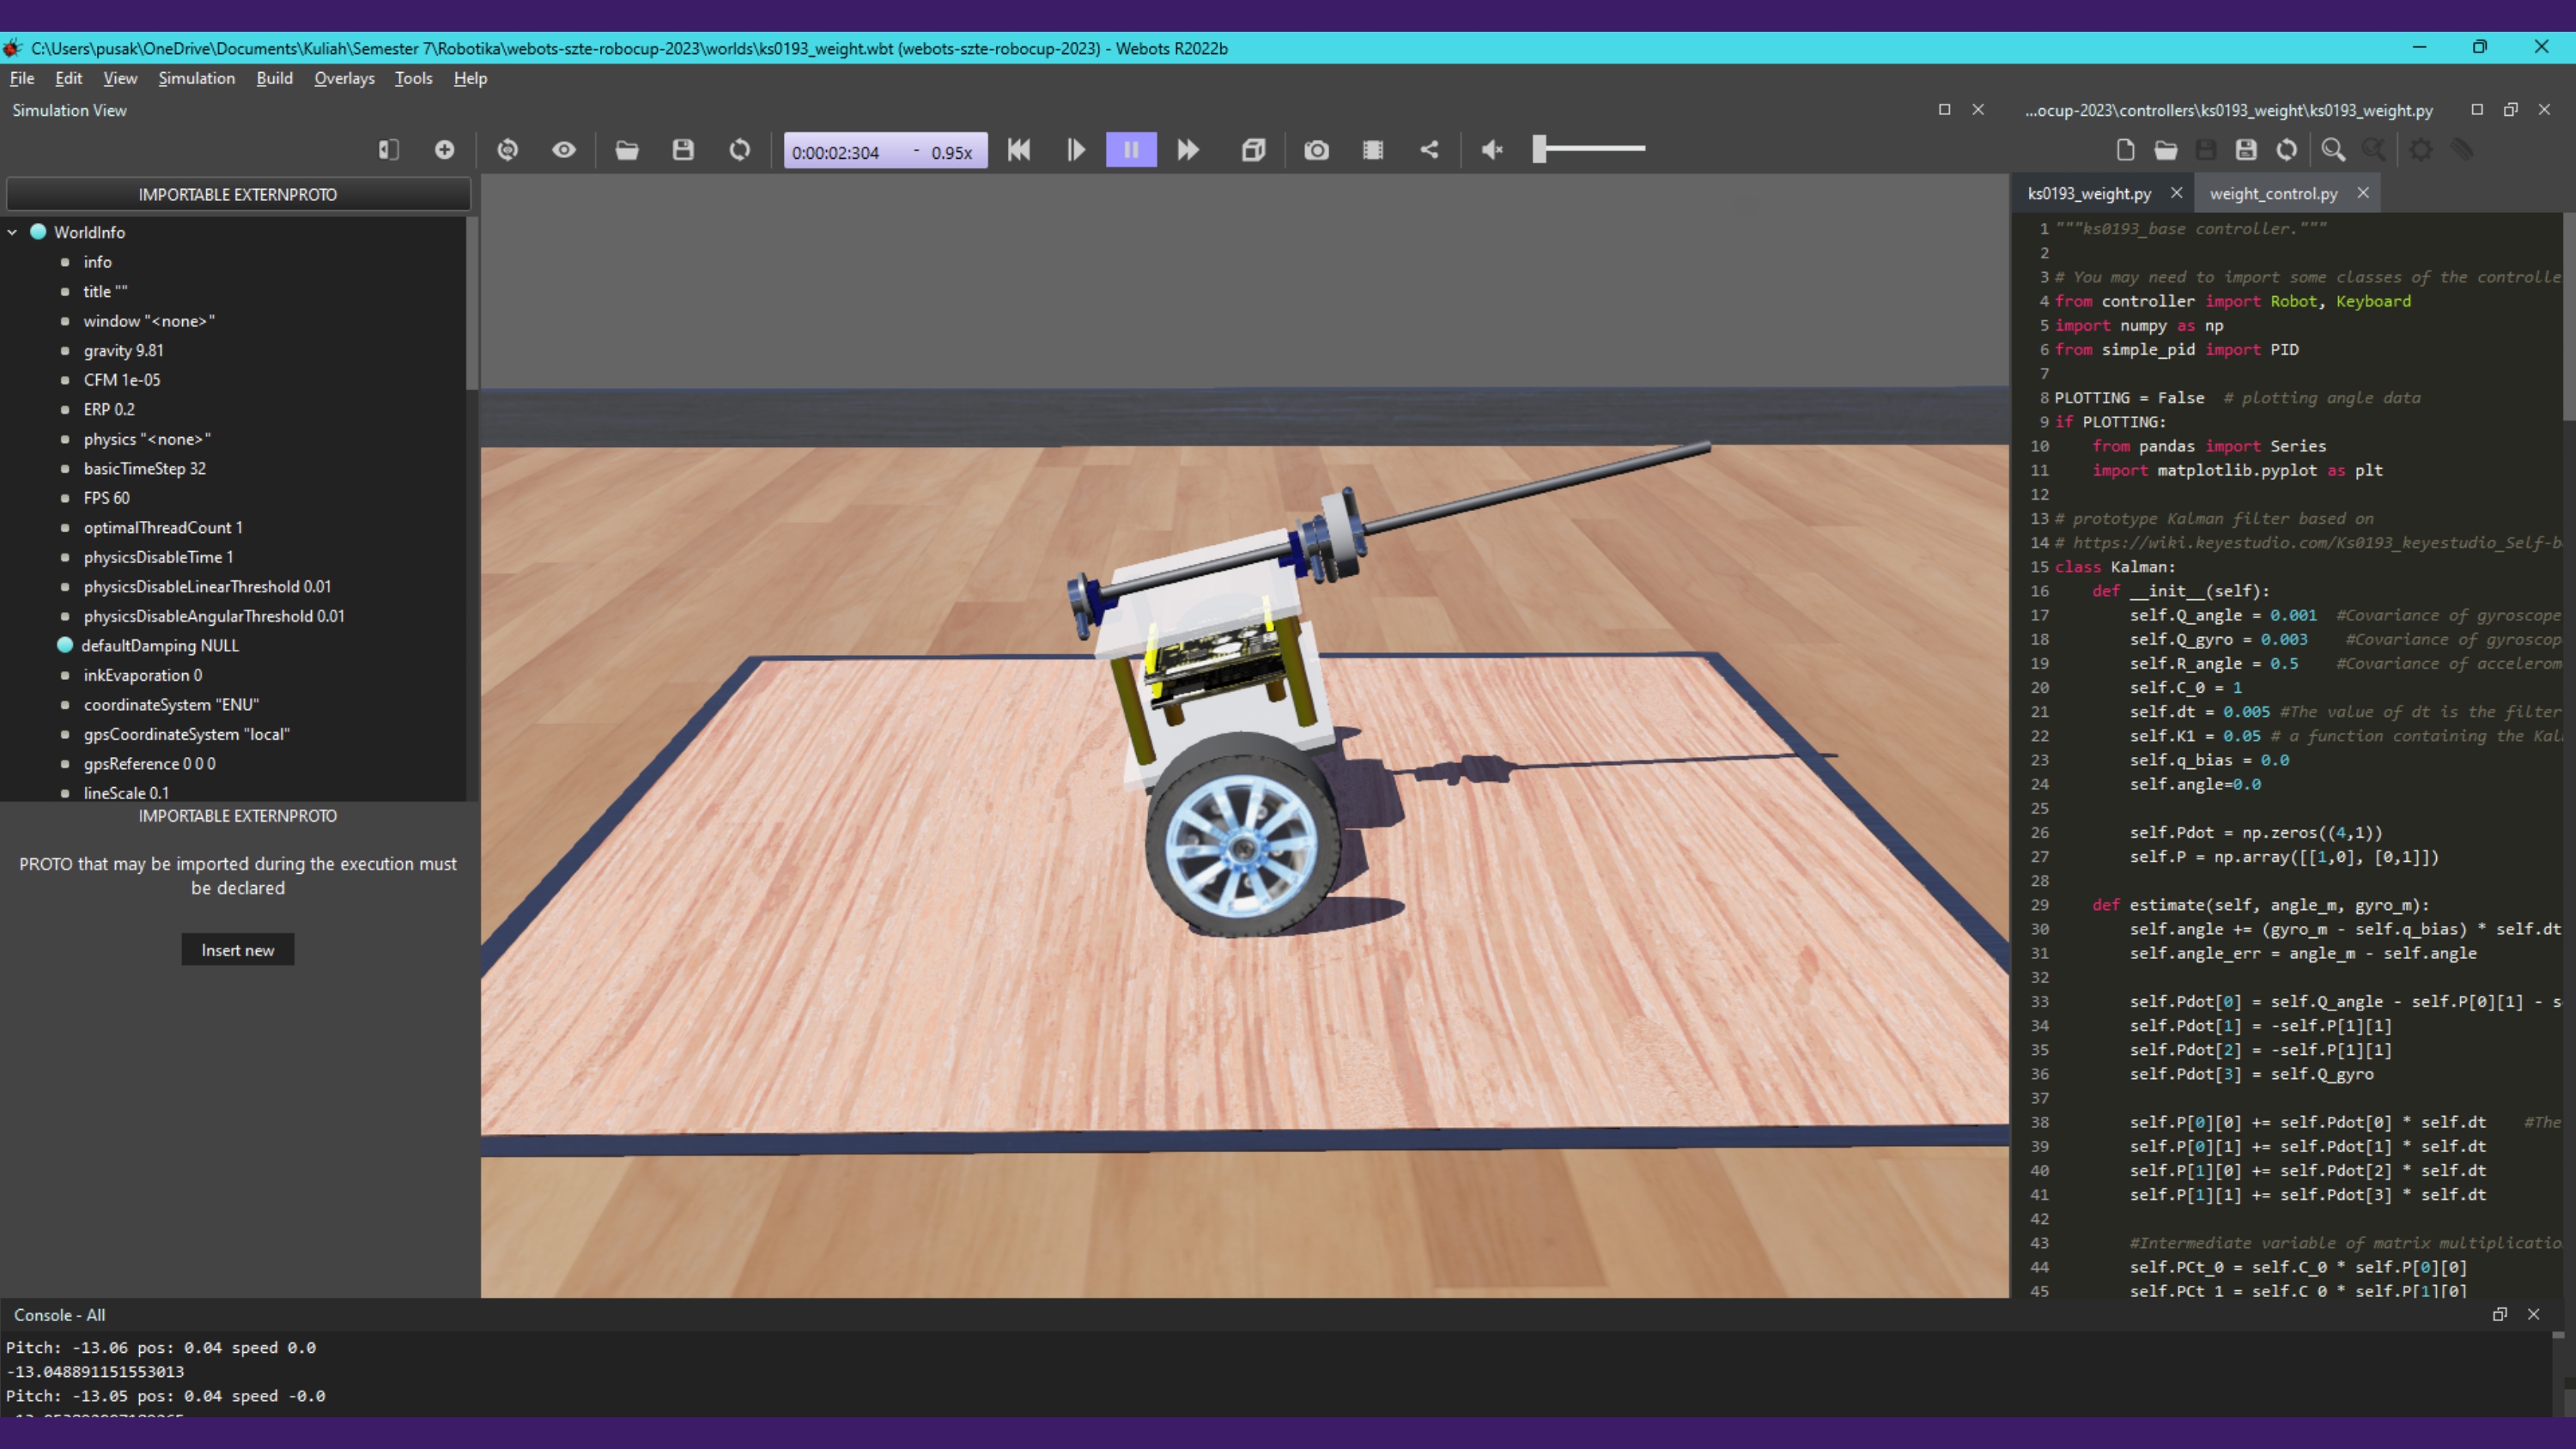 C:\Users\pusak\OneDrive\Documents\Kuliah\Semester 7\Robotika\webots-szte-robocup-2023\worlds\ks0193_weight.wbt (webots-szte-robocup-2023) - Webots R2022b
File Edit View Simulation Build Overlays Tools Help
Simulation View
0:00:02:304 - 0.95x
IMPORTABLE EXTERNPROTO
WorldInfo
info
title ""
window "<none>"
gravity 9.81
CFM 1e-05
ERP 0.2
physics "<none>"
basicTimeStep 32
FPS 60
optimalThreadCount 1
physicsDisableTime 1
physicsDisableLinearThreshold 0.01
physicsDisableAngularThreshold 0.01
defaultDamping NULL
inkEvaporation 0
coordinateSystem "ENU"
gpsCoordinateSystem "local"
gpsReference 0 0 0
lineScale 0.1
IMPORTABLE EXTERNPROTO
PROTO that may be imported during the execution must
be declared
Insert new
...ocup-2023\controllers\ks0193_weight\ks0193_weight.py
ks0193_weight.py
weight_control.py
1 """ks0193_base controller."""
2
3 # You may need to import some classes of the controlle
4 from controller import Robot, Keyboard
5 import numpy as np
6 from simple_pid import PID
7
8 PLOTTING = False  # plotting angle data
9 if PLOTTING:
10     from pandas import Series
11     import matplotlib.pyplot as plt
12
13 # prototype Kalman filter based on
14 # https://wiki.keyestudio.com/Ks0193_keyestudio_Self-b
15 class Kalman:
16     def __init__(self):
17         self.Q_angle = 0.001  #Covariance of gyroscope
18         self.Q_gyro = 0.003    #Covariance of gyroscop
19         self.R_angle = 0.5    #Covariance of accelerom
20         self.C_0 = 1
21         self.dt = 0.005 #The value of dt is the filter
22         self.K1 = 0.05 # a function containing the Kal
23         self.q_bias = 0.0
24         self.angle=0.0
25
26         self.Pdot = np.zeros((4,1))
27         self.P = np.array([[1,0], [0,1]])
28
29     def estimate(self, angle_m, gyro_m):
30         self.angle += (gyro_m - self.q_bias) * self.dt
31         self.angle_err = angle_m - self.angle
32
33         self.Pdot[0] = self.Q_angle - self.P[0][1] - s
34         self.Pdot[1] = -self.P[1][1]
35         self.Pdot[2] = -self.P[1][1]
36         self.Pdot[3] = self.Q_gyro
37
38         self.P[0][0] += self.Pdot[0] * self.dt    #The
39         self.P[0][1] += self.Pdot[1] * self.dt
40         self.P[1][0] += self.Pdot[2] * self.dt
41         self.P[1][1] += self.Pdot[3] * self.dt
42
43         #Intermediate variable of matrix multiplicatio
44         self.PCt_0 = self.C_0 * self.P[0][0]
45         self.PCt_1 = self.C_0 * self.P[1][0]
Console - All
Pitch: -13.06 pos: 0.04 speed 0.0
-13.048891151553013
Pitch: -13.05 pos: 0.04 speed -0.0